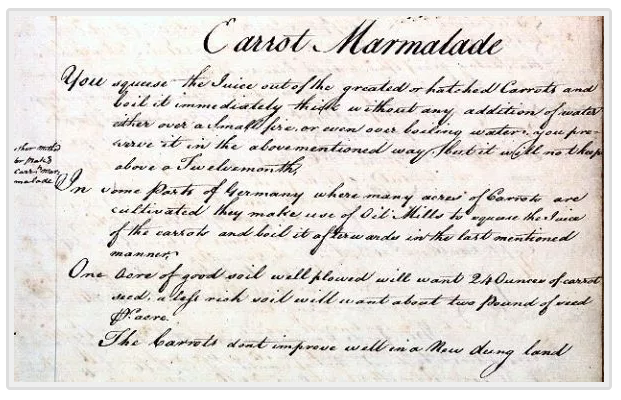 Carrot Marmalade
You squeese the Juice out of the greated or hatched Carrots and
boil it immediately thick without any addition of water
either over a Small fire, or even over boiling water: you pre-
serve it in the abovementioned way, but it will not keep
above a Twelvemonth,
other method
to make
carrot mar-
malade
In some Parts of Germany where many acres of Carrots are
cultivated they make use of Oil Mills to squeese the Juice
of the carrots and boil it afterwards in the last mentioned
manner,
One Acre of good soil well plowed will want 24 Ounces of carrot
seed: a less rich soil will want about two Pound of seed
Pr. acre.
The Carrots dont improve well in a New dung land